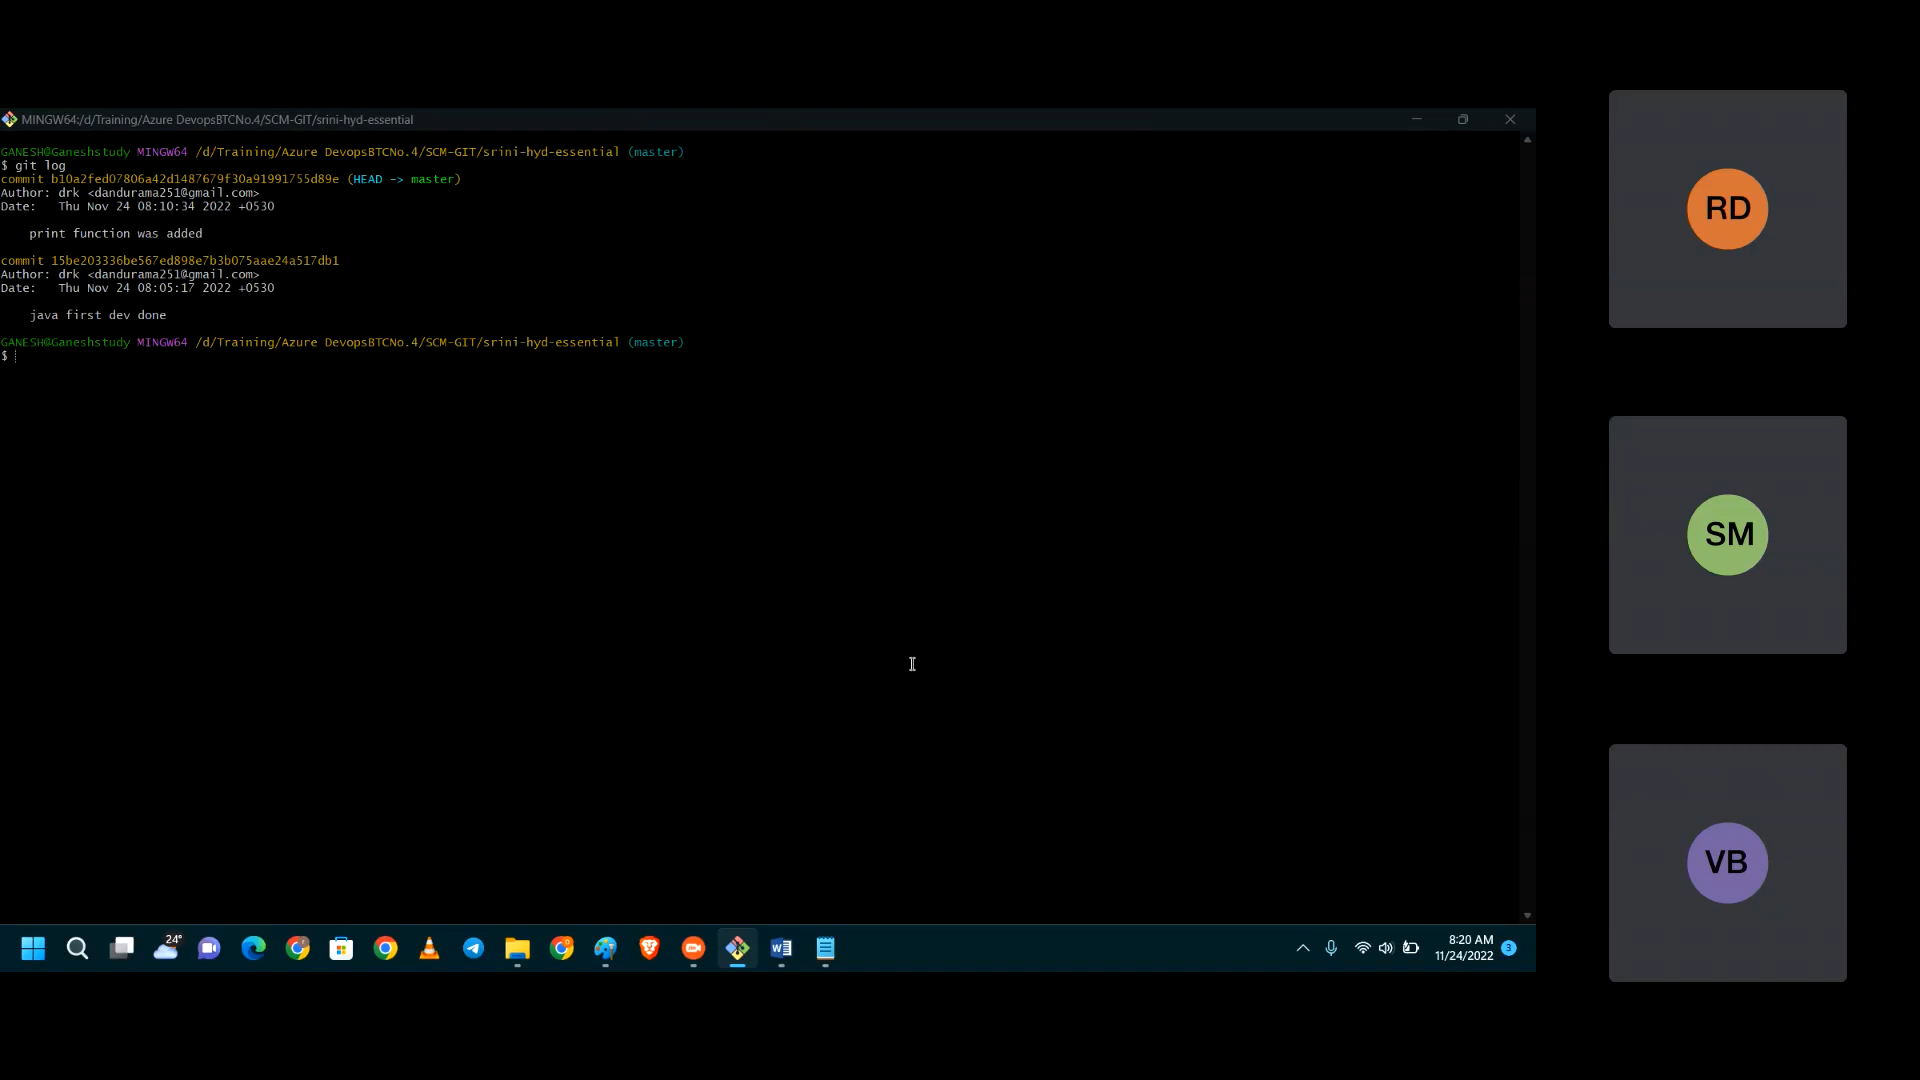 MINGW64:/d/Training/Azure DevopsBTCNo.4/SCM-GIT/srini-hyd-essential
GANESH@Ganeshstudy MINGW64 /d/Training/Azure DevopsBTCNo.4/SCM-GIT/srini-hyd-essential (master)
$ git log
commit b10a2fed07806a42d1487679f30a91991755d89e (HEAD -> master)
Author: drk <dandurama251@gmail.com>
Date:   Thu Nov 24 08:10:34 2022 +0530
print function was added
commit 15be203336be567ed898e7b3b075aae24a517db1
Author: drk <dandurama251@gmail.com>
Date:   Thu Nov 24 08:05:17 2022 +0530
java first dev done
GANESH@Ganeshstudy MINGW64 /d/Training/Azure DevopsBTCNo.4/SCM-GIT/srini-hyd-essential (master)
$
RD
SM
VB
24°
8:20 AM
11/24/2022
3